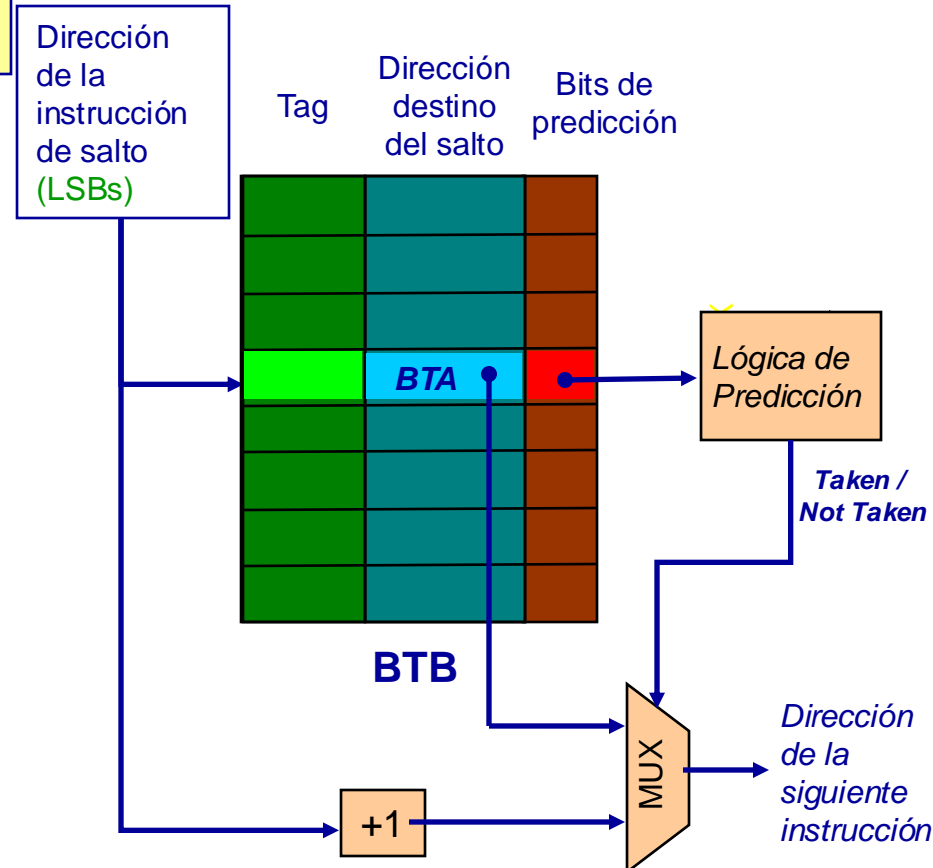 Dirección
de la
instrucción
de salto
(LSBs)
Tag
Dirección
destino
del salto
Bits de
predicción
BTA
Lógica de
Predicción
Taken /
Not Taken
BTB
MUX
+1
Dirección
de la
siguiente
instrucción